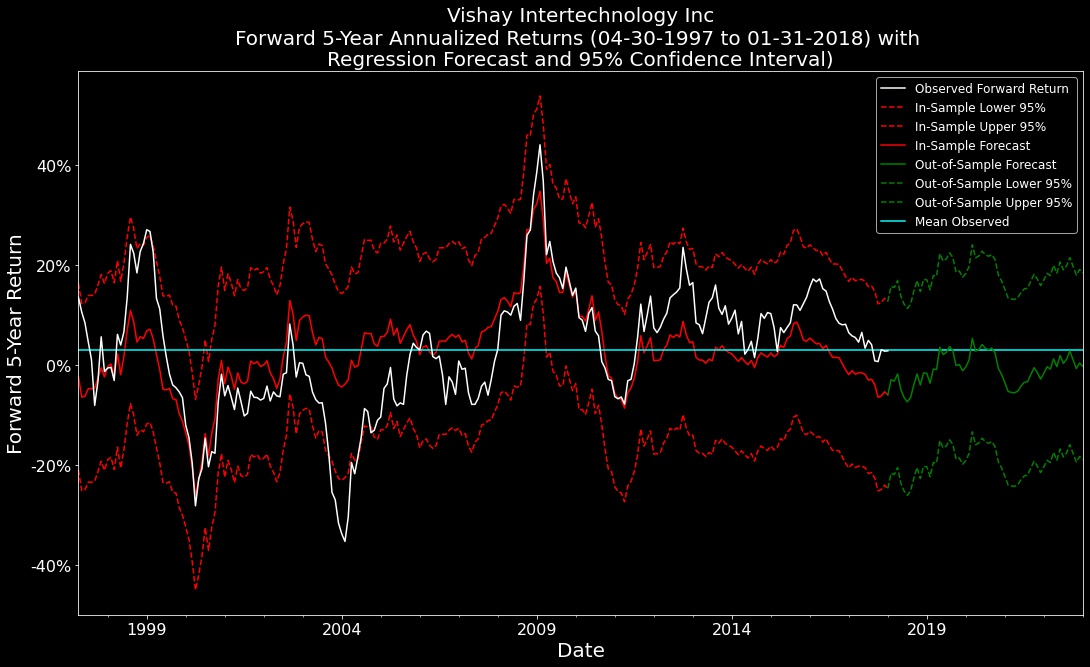 Vishay Intertechnology Inc
Forward 5-Year Annualized Returns (04-30-1997 to 01-31-2018) with
Regression Forecast and 95% Confidence Interval)
Observed Forward Return
In-Sample Lower 95%
In-Sample Upper 95%
In-Sample Forecast
Out-of-Sample Forecast
Out-of-Sample Lower 95%
Out-of-Sample Upper 95%
Mean Observed
Forward 5-Year Return
40%
20%
0%
-20%
-40%
1999
2004
2009
2014
2019
Date